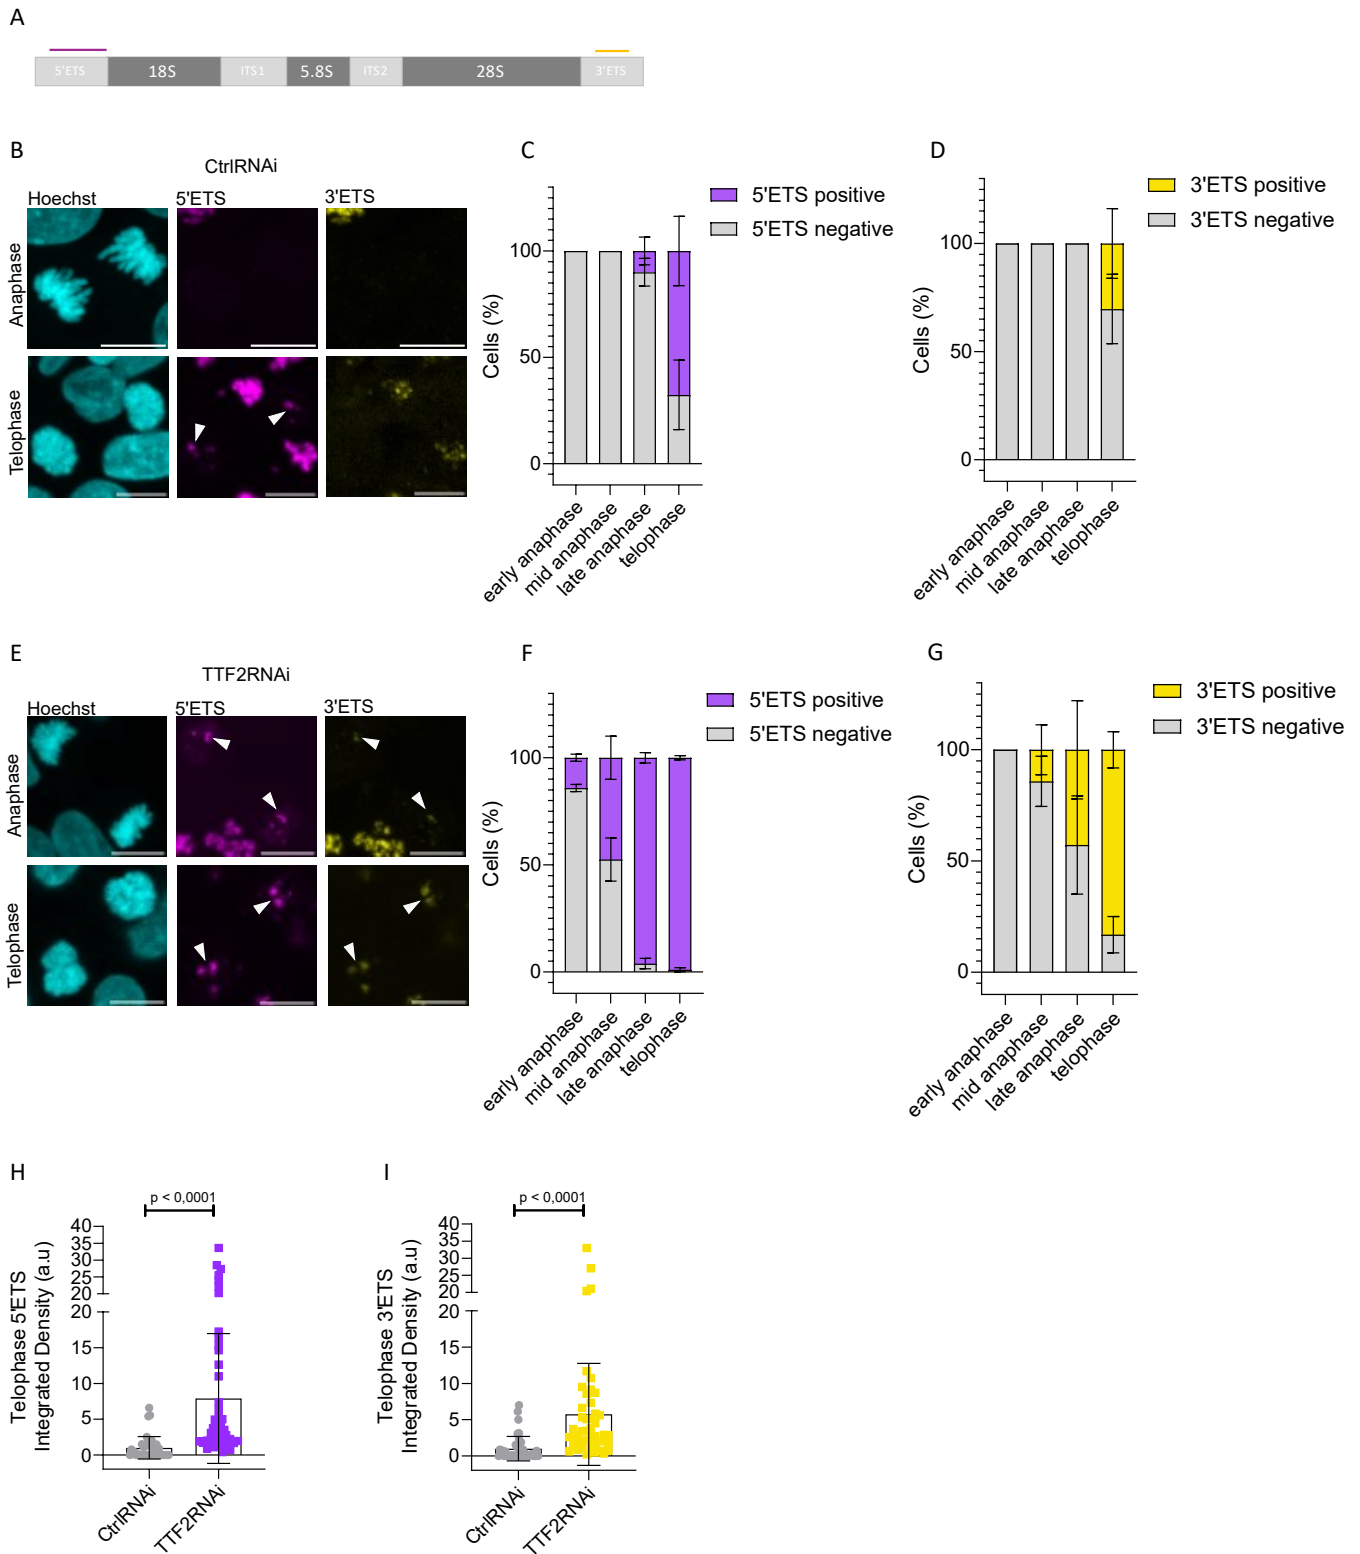 A
5'ETS 18S ITS1 5.8S ITS2 28S 3'ETS
B
CtrlRNAi
Hoechst 5'ETS 3'ETS
Anaphase
Telophase
C
5'ETS positive
5'ETS negative
Cells (%)
100
50
0
early anaphase
mid anaphase
late anaphase
telophase
D
3'ETS positive
3'ETS negative
Cells (%)
100
50
0
early anaphase
mid anaphase
late anaphase
telophase
E
TTF2RNAi
Hoechst 5'ETS 3'ETS
Anaphase
Telophase
F
5'ETS positive
5'ETS negative
Cells (%)
100
50
0
early anaphase
mid anaphase
late anaphase
telophase
G
3'ETS positive
3'ETS negative
Cells (%)
100
50
0
early anaphase
mid anaphase
late anaphase
telophase
H
p < 0,0001
Telophase 5'ETS
Integrated Density (a.u)
40
35
30
25
20
20
15
10
5
0
CtrlRNAi
TTF2RNAi
I
p < 0,0001
Telophase 3'ETS
Integrated Density (a.u)
40
35
30
25
20
20
15
10
5
0
CtrlRNAi
TTF2RNAi